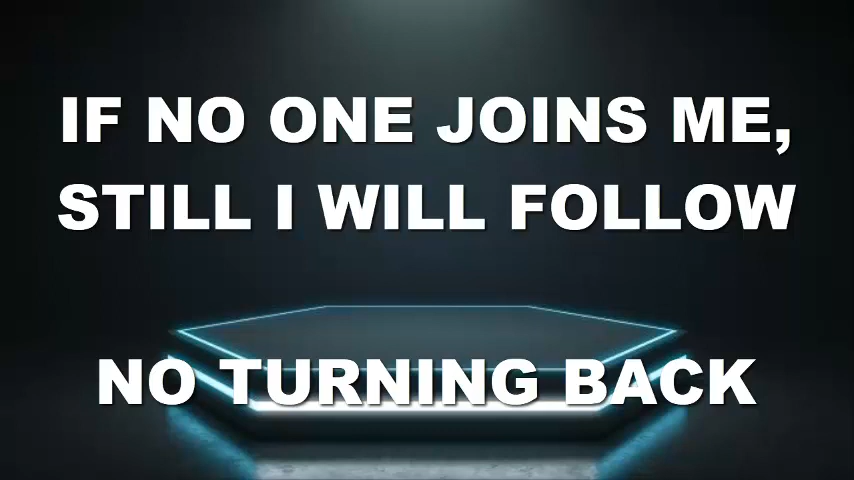 IF NO ONE JOINS ME,
STILL I WILL FOLLOW
NO TURNING BACK